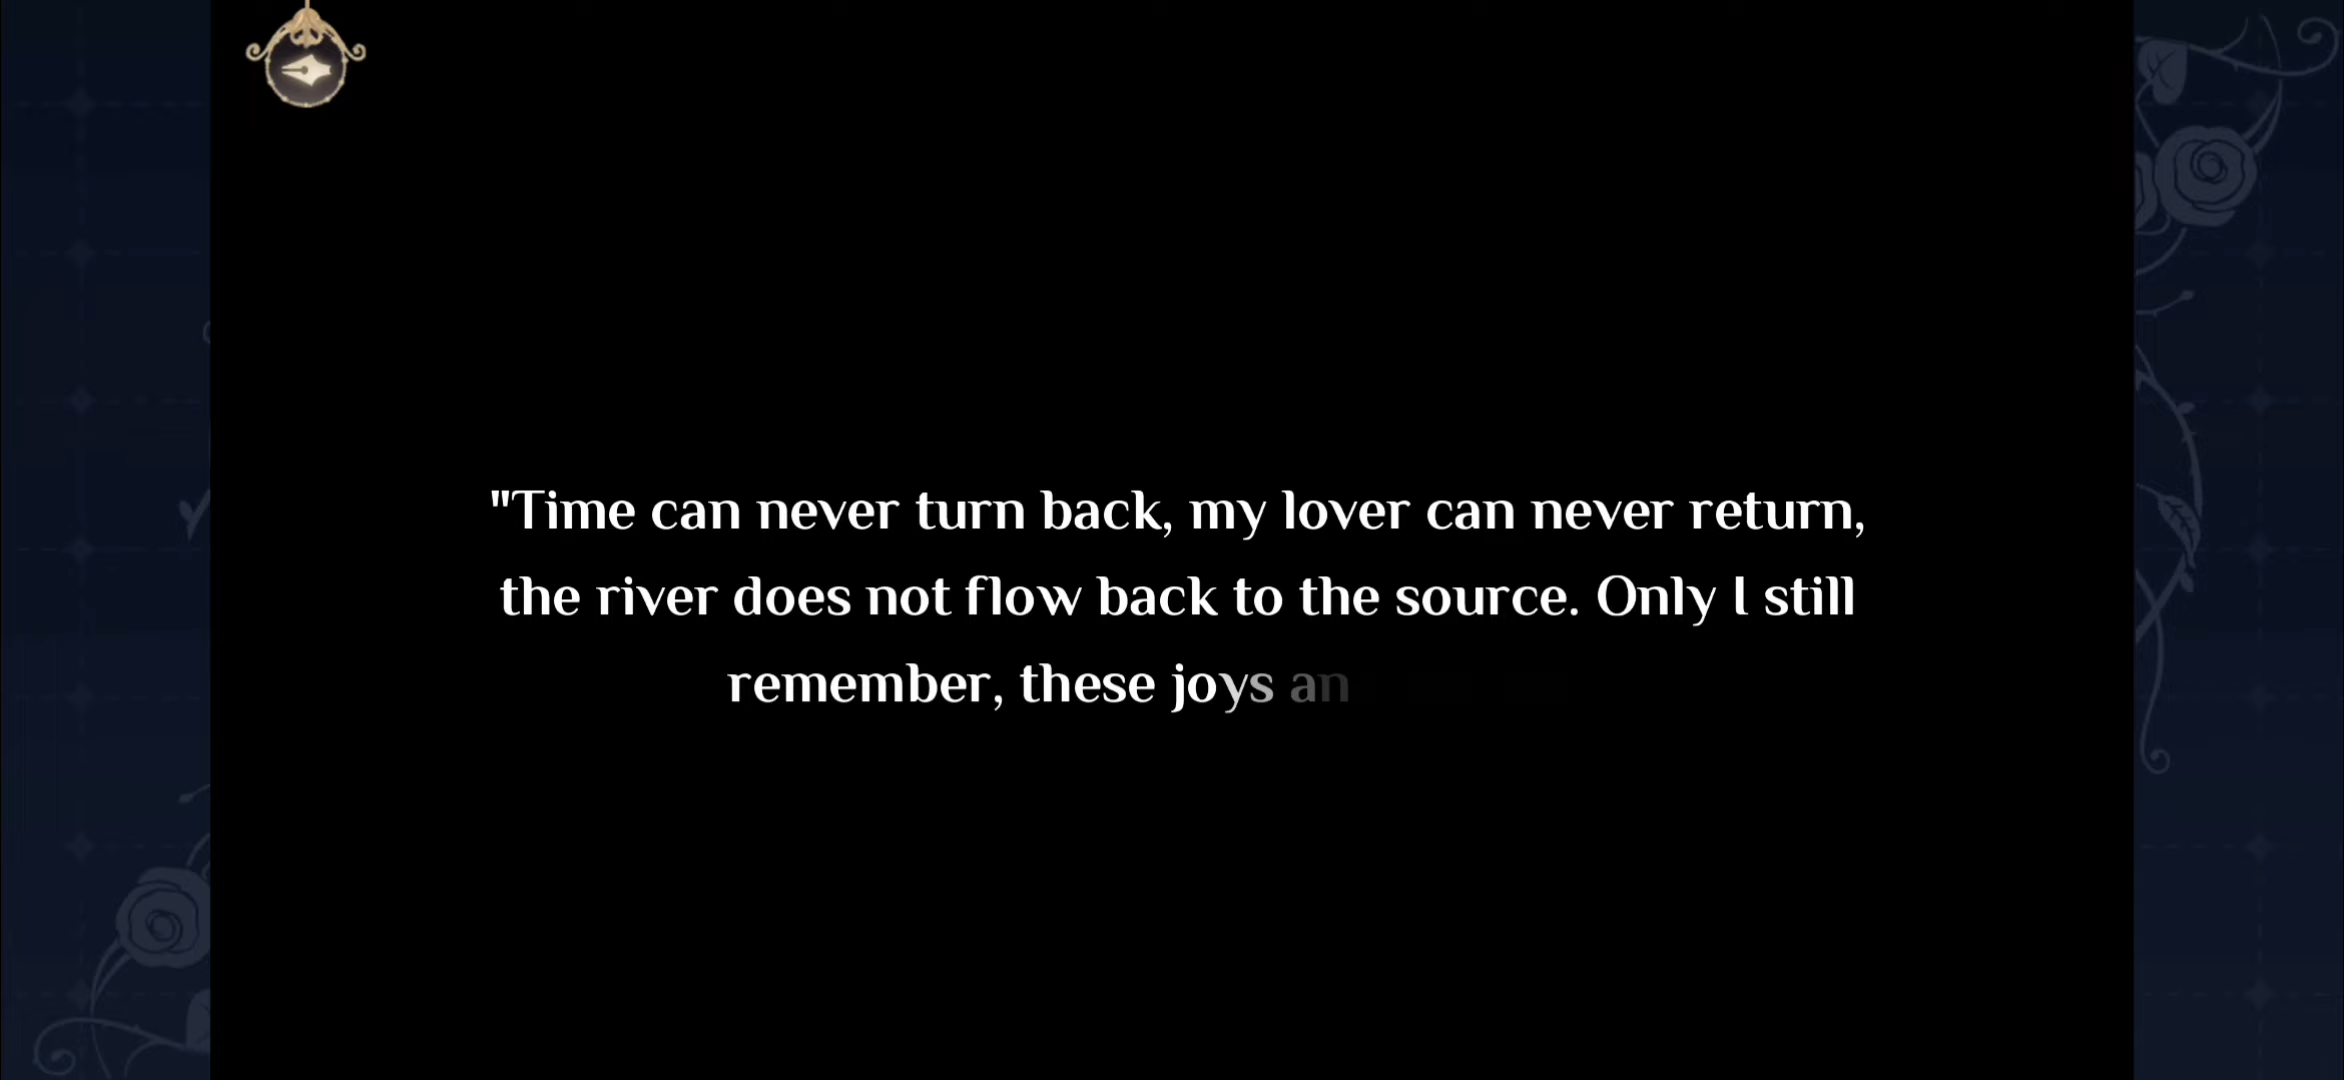 "Time can never turn back, my lover can never return,
the river does not flow back to the source. Only I still
remember, these joys an